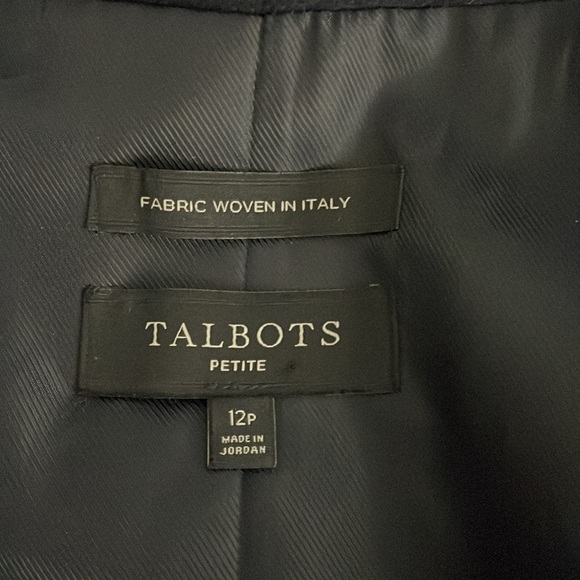 FABRIC WOVEN IN ITALY
TALBOTS
PETITE
12P
MADE IN
JORDAN